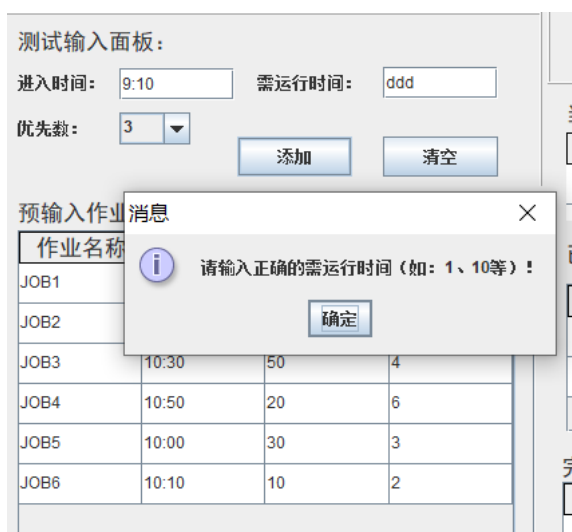 测试输入面板：
进入时间： 9:10 需运行时间： ddd
优先数： 3
添加 清空
预输入作业
消息
作业名称
请输入正确的需运行时间（如：1、10等）！
确定
JOB1
JOB2
JOB3 10:30 50 4
JOB4 10:50 20 6
JOB5 10:00 30 3
JOB6 10:10 10 2